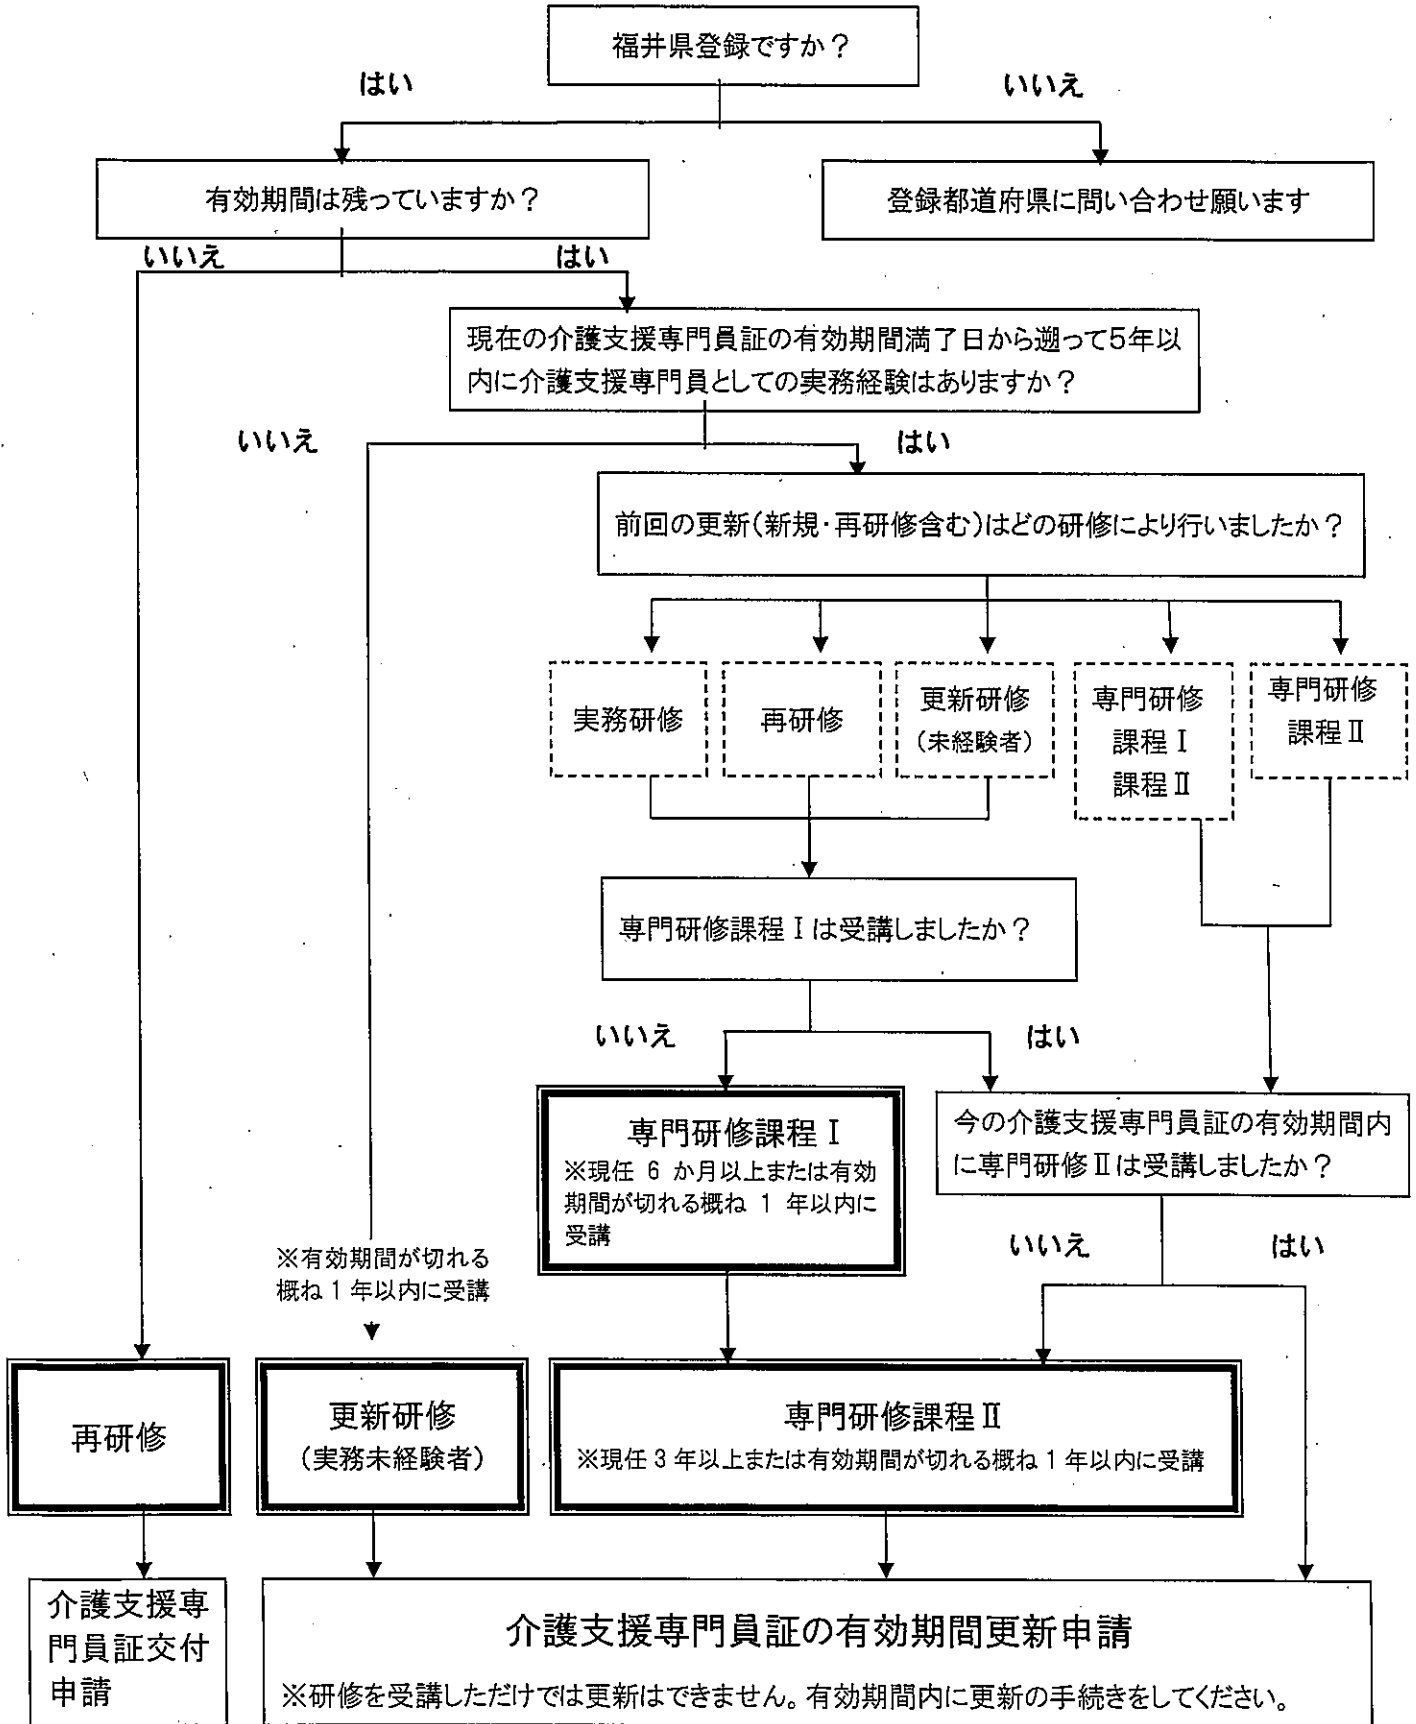 福井県登録ですか？
はい
いいえ
有効期間は残っていますか？
登録都道府県に問い合わせ願います
いいえ
はい
現在の介護支援専門員証の有効期間満了日から遡って5年以
内に介護支援専門員としての実務経験はありますか？
いいえ
はい
前回の更新(新規・再研修含む)はどの研修により行いましたか？
実務研修
再研修
更新研修
(未経験者)
専門研修
課程Ⅰ
課程Ⅱ
専門研修
課程Ⅱ
専門研修課程Ⅰは受講しましたか？
いいえ
はい
専門研修課程Ⅰ
※現任 6 か月以上または有効
期間が切れる概ね 1 年以内に
受講
今の介護支援専門員証の有効期間内
に専門研修Ⅱは受講しましたか？
いいえ
はい
※有効期間が切れる
概ね 1 年以内に受講
再研修
更新研修
(実務未経験者)
専門研修課程Ⅱ
※現任 3 年以上または有効期間が切れる概ね 1 年以内に受講
介護支援専
門員証交付
申請
介護支援専門員証の有効期間更新申請
※研修を受講しただけでは更新はできません。有効期間内に更新の手続きをしてください。